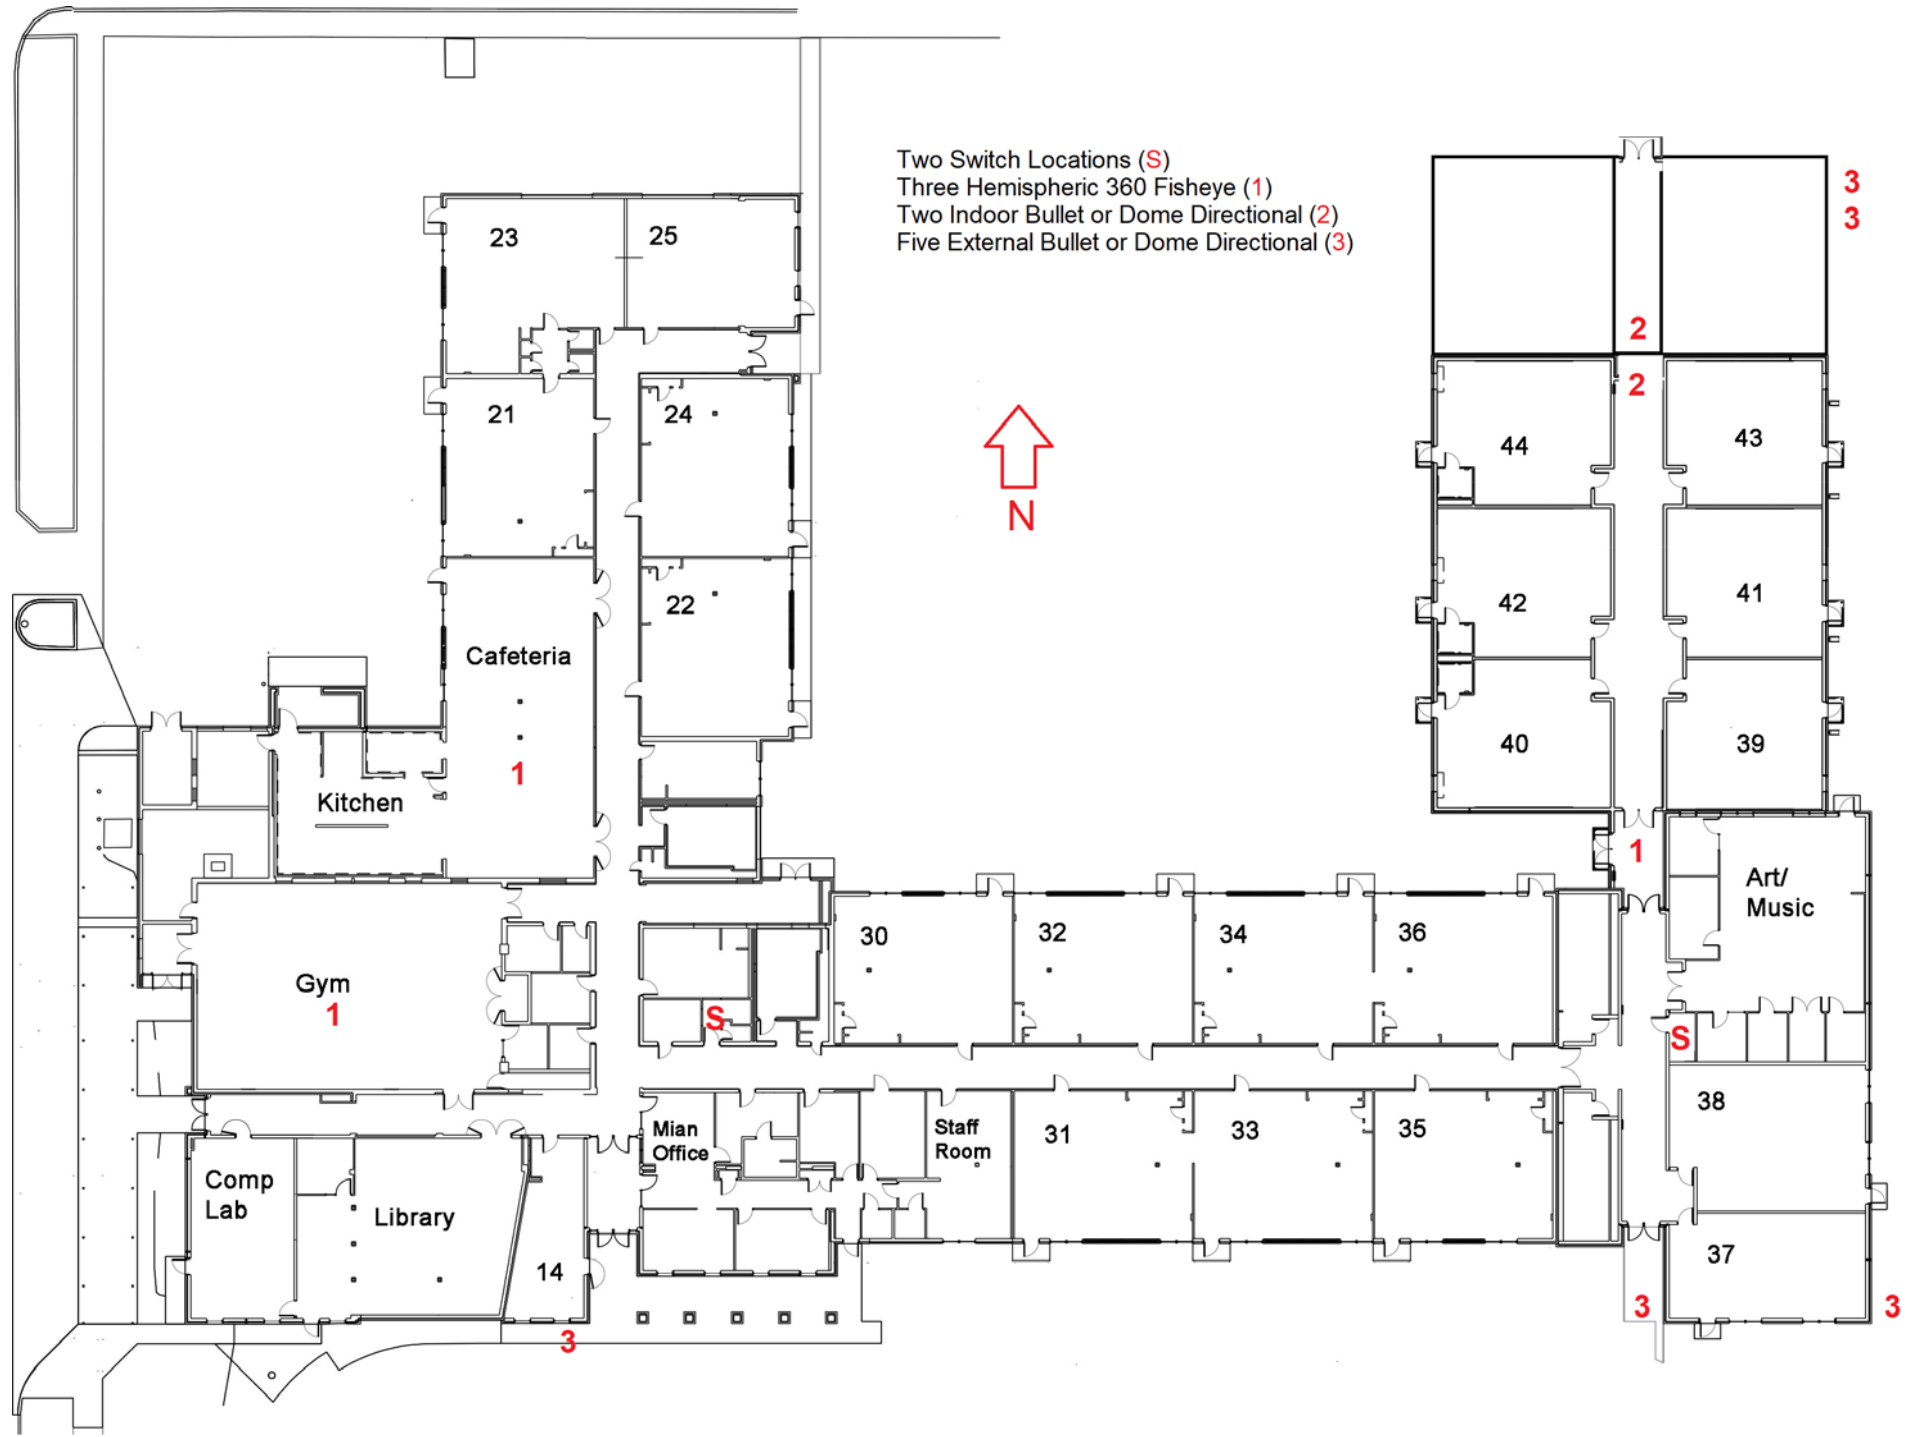 Two Switch Locations (S)
Three Hemispheric 360 Fisheye (1)
Two Indoor Bullet or Dome Directional (2)
Five External Bullet or Dome Directional (3)
3
3
23
25
2
2
21
24
44
43
N
22
42
41
Cafeteria
40
39
1
Kitchen
1
Art/
Music
30
32
34
36
Gym
1
S
S
38
Mian
Office
Staff
Room
31
33
35
Comp
Lab
Library
14
37
3
3
3